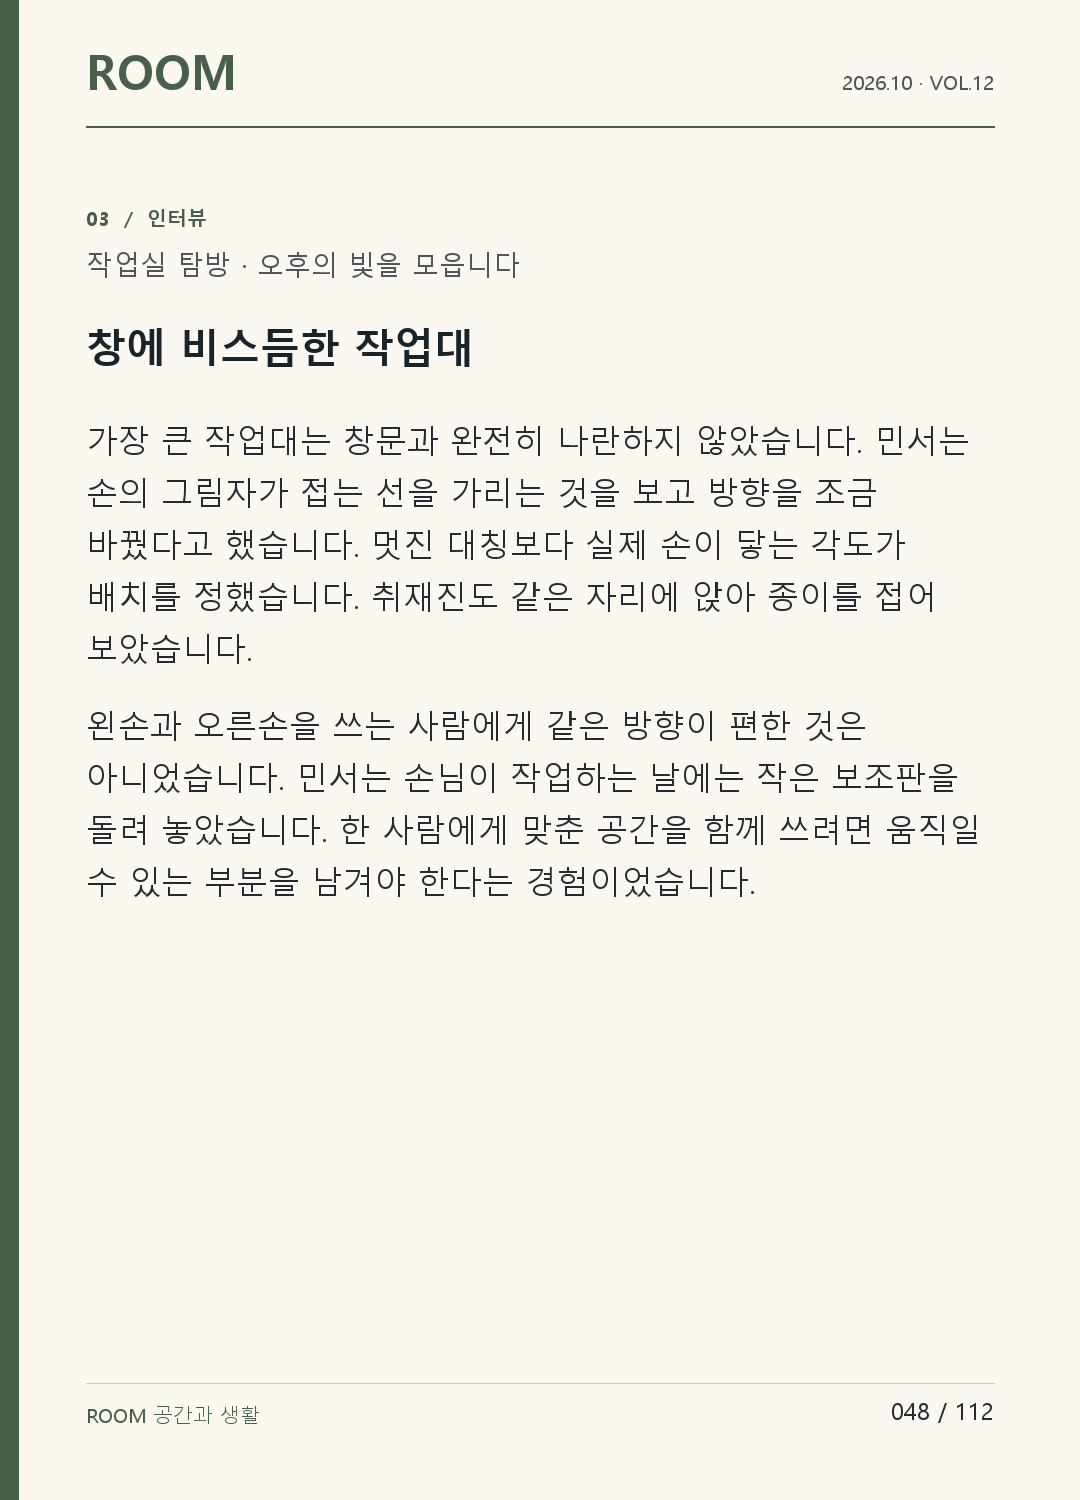 ROOM
2026.10 · VOL.12
03 / 인터뷰
작업실 탐방 · 오후의 빛을 모읍니다
창에 비스듬한 작업대
가장 큰 작업대는 창문과 완전히 나란하지 않았습니다. 민서는
손의 그림자가 접는 선을 가리는 것을 보고 방향을 조금
바꿨다고 했습니다. 멋진 대칭보다 실제 손이 닿는 각도가
배치를 정했습니다. 취재진도 같은 자리에 앉아 종이를 접어
보았습니다.
왼손과 오른손을 쓰는 사람에게 같은 방향이 편한 것은
아니었습니다. 민서는 손님이 작업하는 날에는 작은 보조판을
돌려 놓았습니다. 한 사람에게 맞춘 공간을 함께 쓰려면 움직일
수 있는 부분을 남겨야 한다는 경험이었습니다.
ROOM 공간과 생활
048 / 112